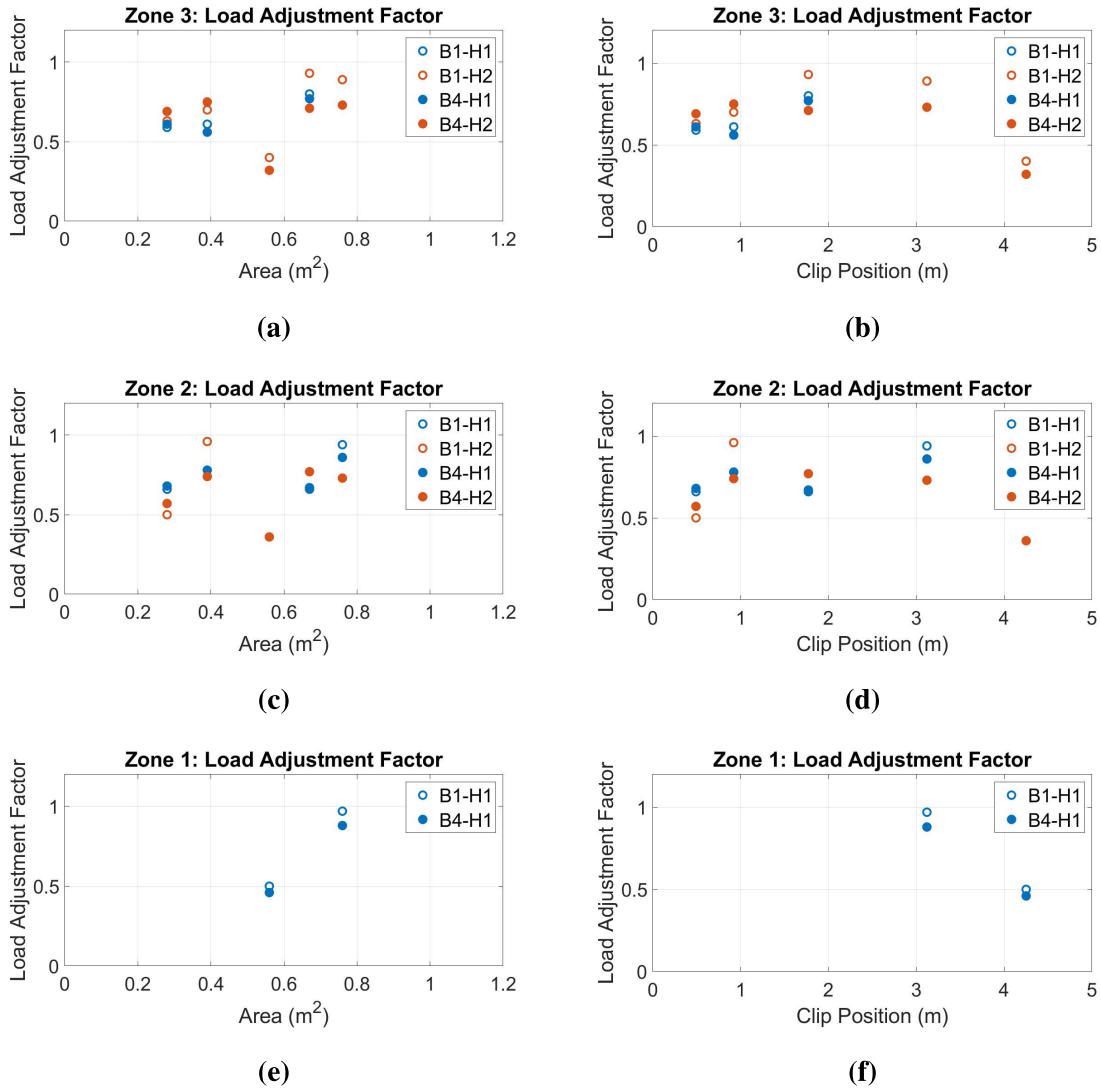 Zone 3: Load Adjustment Factor
Load Adjustment Factor
1
0.5
0
B1-H1
B1-H2
B4-H1
B4-H2
0 0.2 0.4 0.6 0.8 1 1.2
Area (m2)
(a)
Zone 3: Load Adjustment Factor
Load Adjustment Factor
1
0.5
0
B1-H1
B1-H2
B4-H1
B4-H2
0 1 2 3 4 5
Clip Position (m)
(b)
Zone 2: Load Adjustment Factor
Load Adjustment Factor
1
0.5
0
B1-H1
B1-H2
B4-H1
B4-H2
0 0.2 0.4 0.6 0.8 1 1.2
Area (m2)
(c)
Zone 2: Load Adjustment Factor
Load Adjustment Factor
1
0.5
0
B1-H1
B1-H2
B4-H1
B4-H2
0 1 2 3 4 5
Clip Position (m)
(d)
Zone 1: Load Adjustment Factor
Load Adjustment Factor
1
0.5
0
B1-H1
B4-H1
0 0.2 0.4 0.6 0.8 1 1.2
Area (m2)
(e)
Zone 1: Load Adjustment Factor
Load Adjustment Factor
1
0.5
0
B1-H1
B4-H1
0 1 2 3 4 5
Clip Position (m)
(f)